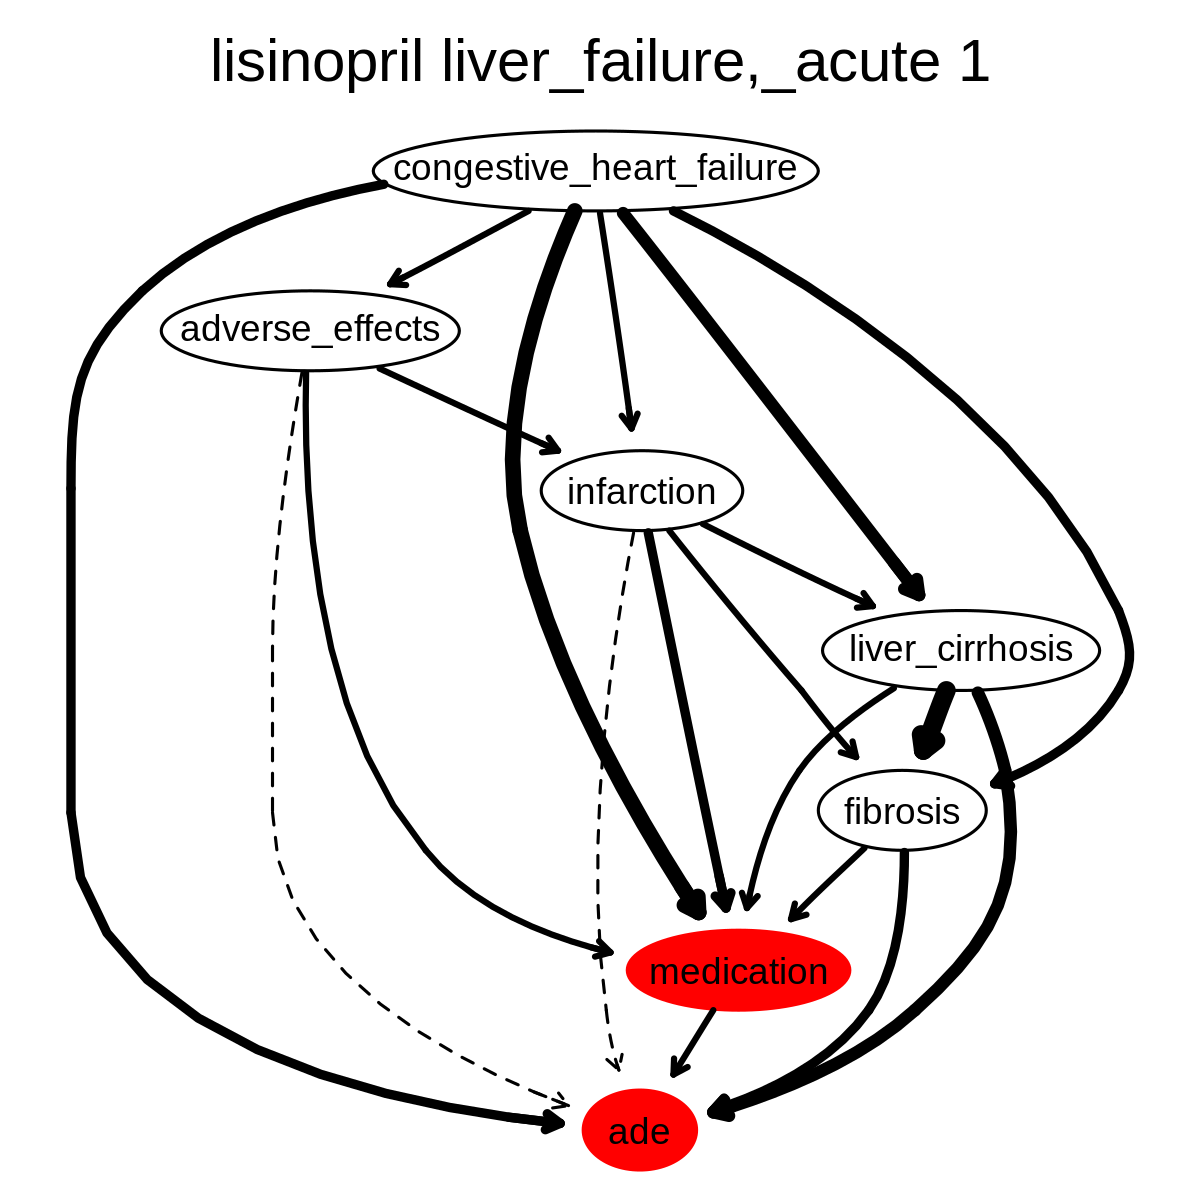 lisinopril liver_failure,_acute 1
congestive_heart_failure
adverse_effects
infarction
liver_cirrhosis
fibrosis
medication
ade